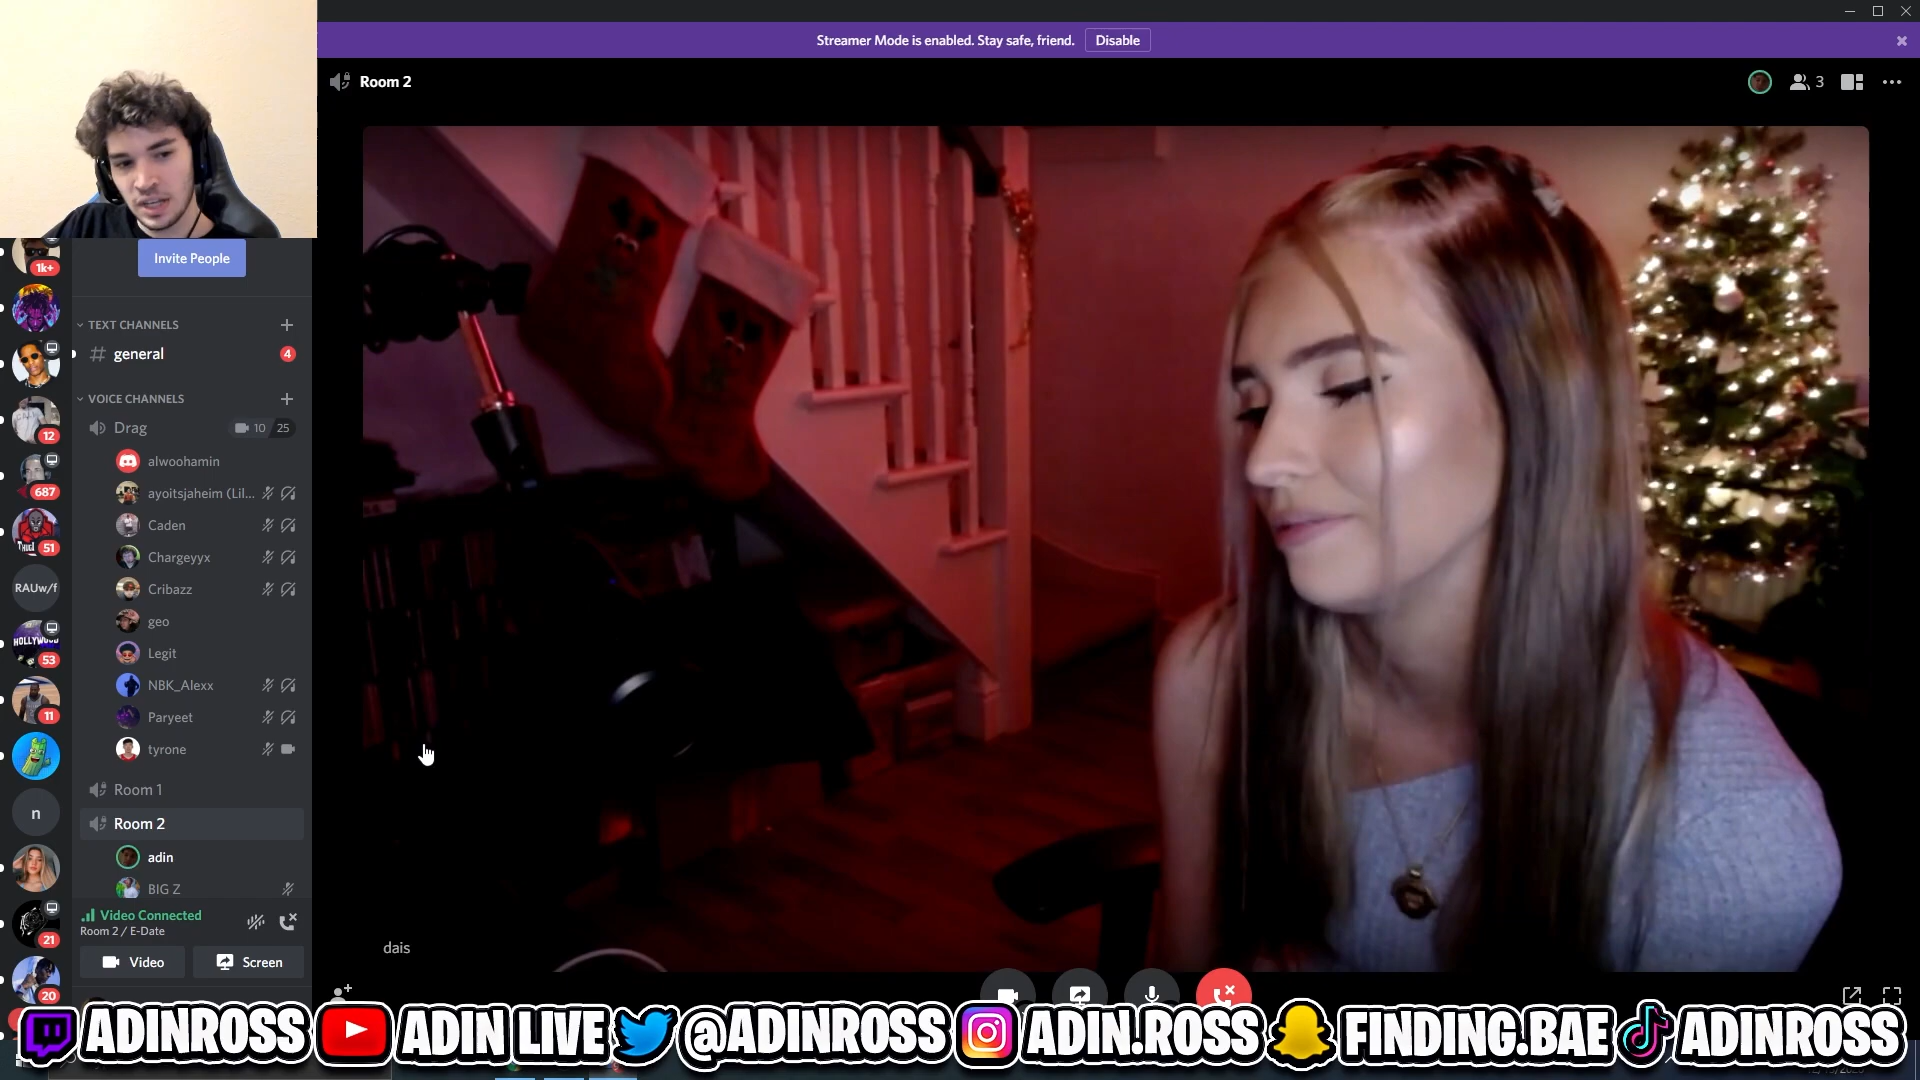 Streamer Mode is enabled. Stay safe, friend.
Disable
Room 2
3
Invite People
1k+
TEXT CHANNELS
general
4
12
VOICE CHANNELS
Drag
10
25
alwoohamin
687
ayoitsjaheim (Lil...
Caden
51
Chargeyyx
RAUw/f
Cribazz
geo
HOLLYWOOD
53
Legit
NBK_Alexx
11
Paryeet
tyrone
Room 1
n
Room 2
adin
BIG Z
Video Connected
Room 2 / E-Date
21
dais
Video
Screen
20
ADINROSS
ADIN LIVE
@ADINROSS
ADIN.ROSS
FINDING.BAE
ADINROSS